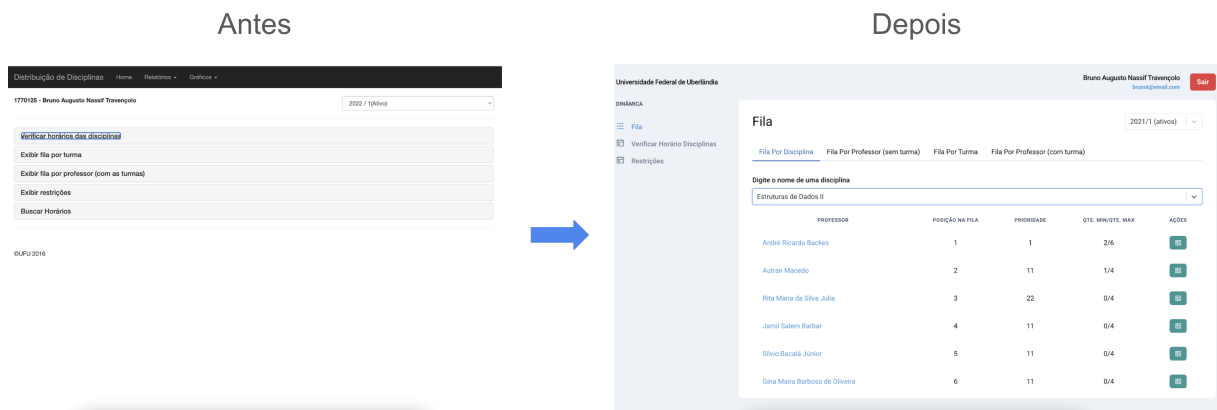 Antes
Depois
Distribuição de Disciplinas Home Relatórios Gráficos
1770125 - Bruno Augusto Nassif Travençolo
2022 / 1(Ativo)
Verificar horários das disciplinas
Exibir fila por turma
Exibir fila por professor (com as turmas)
Exibir restrições
Buscar Horários
©UFU 2016
Universidade Federal de Uberlândia
Bruno Augusto Nassif Travençolo
brunot@email.com
Sair
DINÂMICA
Fila
Verificar Horário Disciplinas
Restrições
Fila
2021/1 (ativos)
Fila Por Disciplina Fila Por Professor (sem turma) Fila Por Turma Fila Por Professor (com turma)
Digite o nome de uma disciplina
Estruturas de Dados II
PROFESSOR POSIÇÃO NA FILA PRIORIDADE QTE. MIN/QTE. MAX AÇÕES
André Ricardo Backes 1 1 2/6
Autran Macedo 2 11 1/4
Rita Maria da Silva Julia 3 22 0/4
Jamil Salem Barbar 4 11 0/4
Silvio Bacalá Júnior 5 11 0/4
Gina Maira Barbosa de Oliveira 6 11 0/4